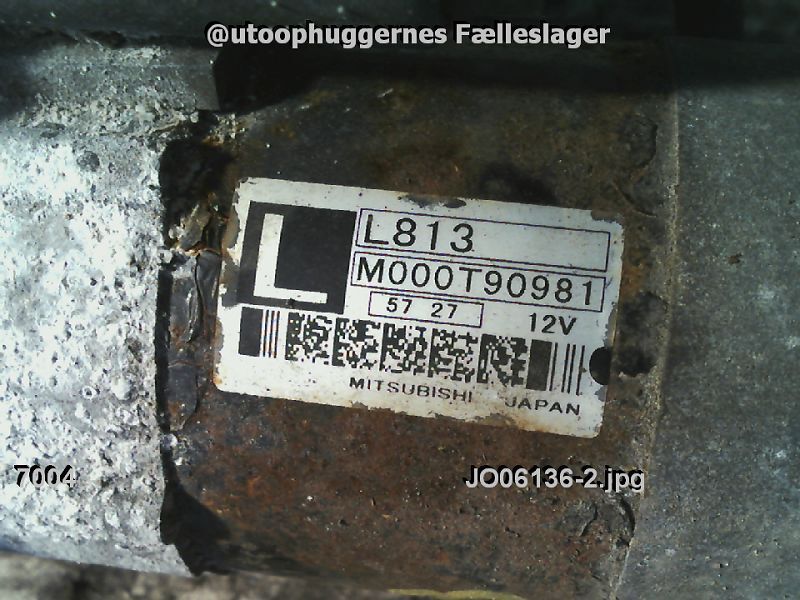 @utoophuggernes Fælleslager
L
L813
M000T90981
57 27
12V
MITSUBISHI JAPAN
7004
JO06136-2.jpg